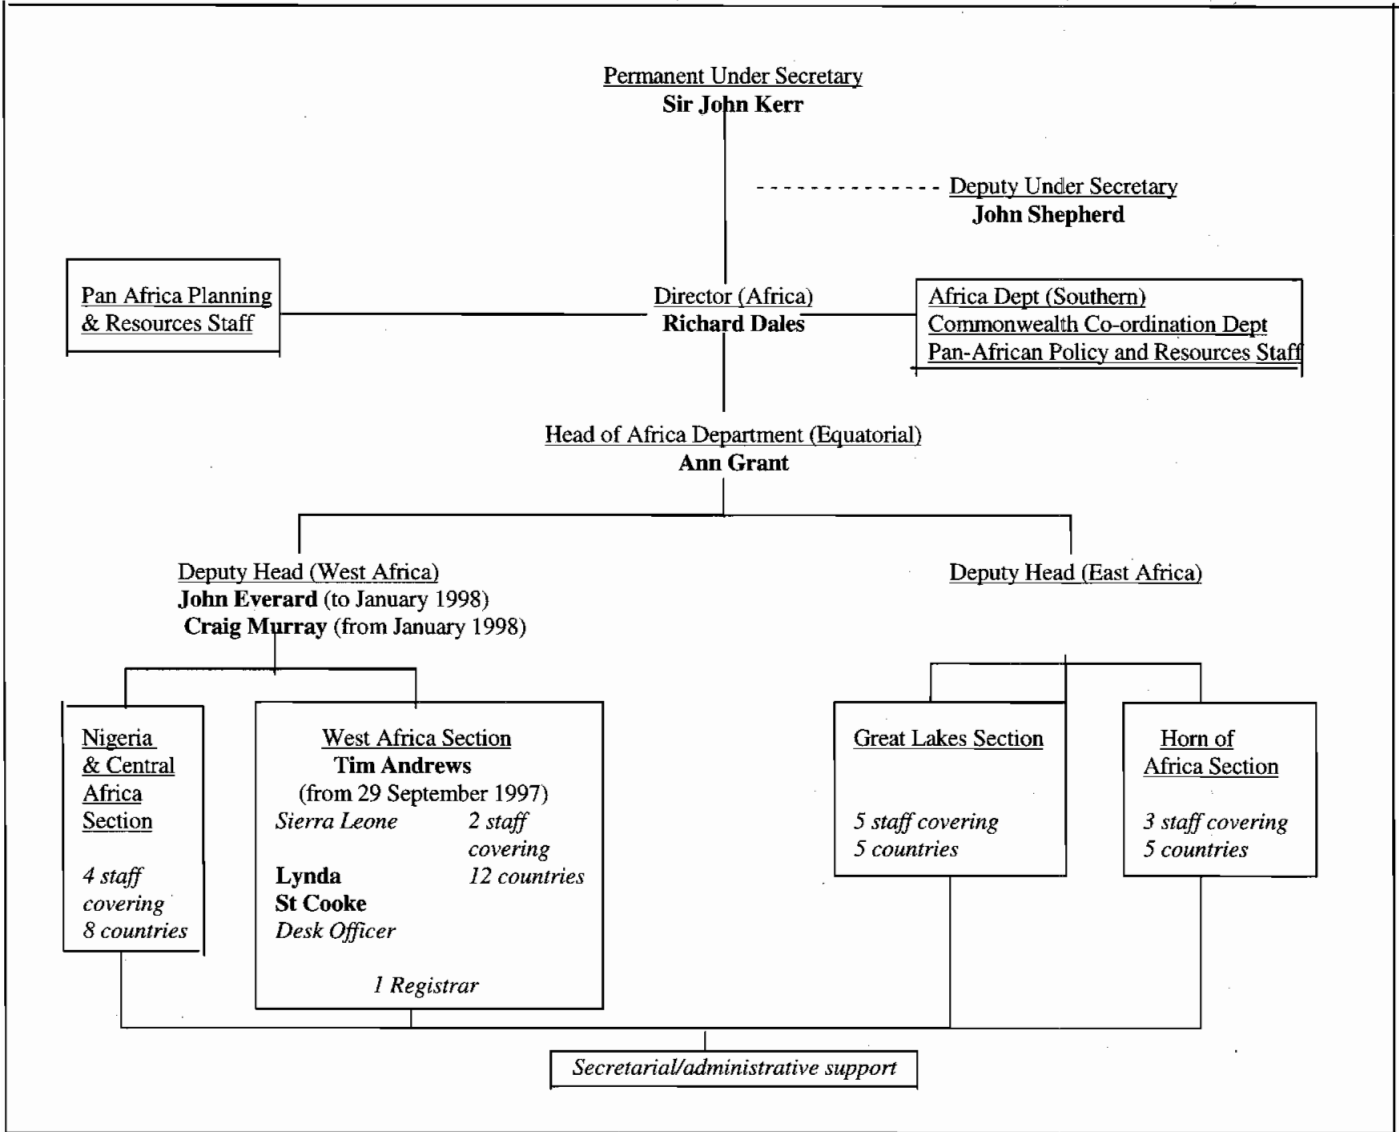 Permanent Under Secretary
Sir John Kerr
Deputy Under Secretary
John Shepherd
Pan Africa Planning
& Resources Staff
Director (Africa)
Richard Dales
Africa Dept (Southern)
Commonwealth Co-ordination Dept
Pan-African Policy and Resources Staff
Head of Africa Department (Equatorial)
Ann Grant
Deputy Head (West Africa)
John Everard (to January 1998)
Craig Murray (from January 1998)
Deputy Head (East Africa)
Nigeria
& Central
Africa
Section
4 staff
covering
8 countries
West Africa Section
Tim Andrews
(from 29 September 1997)
Sierra Leone
Lynda
St Cooke
Desk Officer
2 staff
covering
12 countries
1 Registrar
Great Lakes Section
5 staff covering
5 countries
Horn of
Africa Section
3 staff covering
5 countries
Secretarial/administrative support